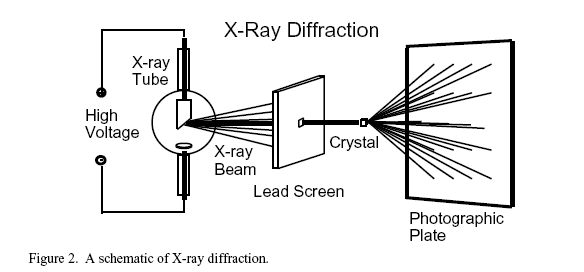 X-Ray Diffraction
X-ray
Tube
High
Voltage
X-ray
Beam
Lead Screen
Crystal
Photographic
Plate
Figure 2. A schematic of X-ray diffraction.